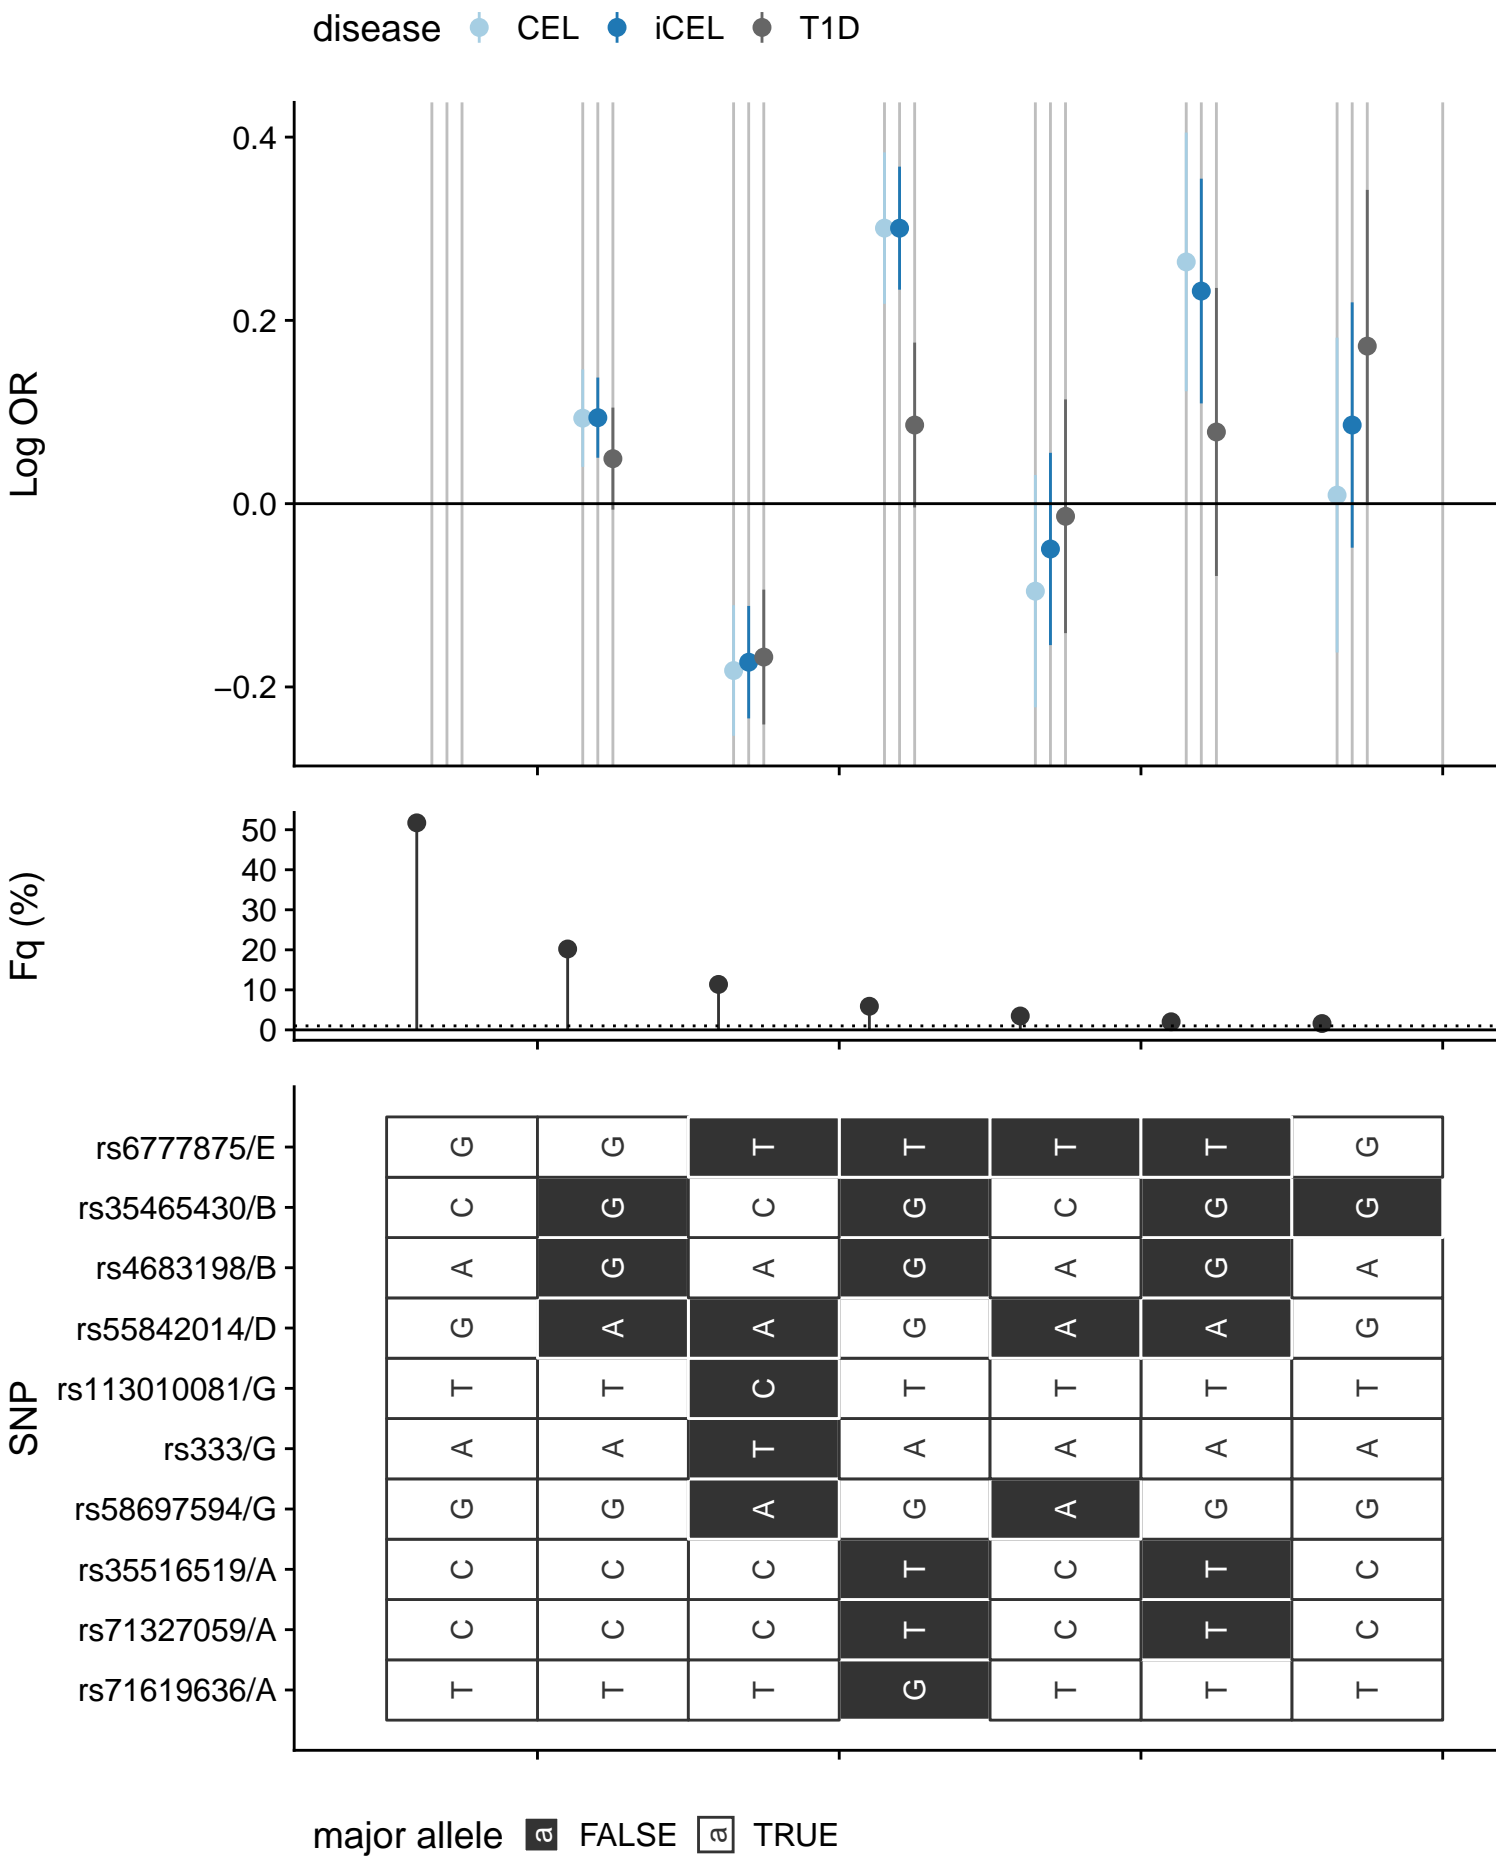 disease CEL iCEL T1D
Log OR
0.4
0.2
0.0
−0.2
Fq (%)
50
40
30
20
10
0
SNP
rs6777875/E G G T T T T G
rs35465430/B C G C G C G G
rs4683198/B A G A G A G A
rs55842014/D G A A G A A G
rs113010081/G T T C T T T T
rs333/G A A T A A A A
rs58697594/G G G A G A G G
rs35516519/A C C C T C T C
rs71327059/A C C C T C T C
rs71619636/A T T T G T T T
major allele a FALSE a TRUE